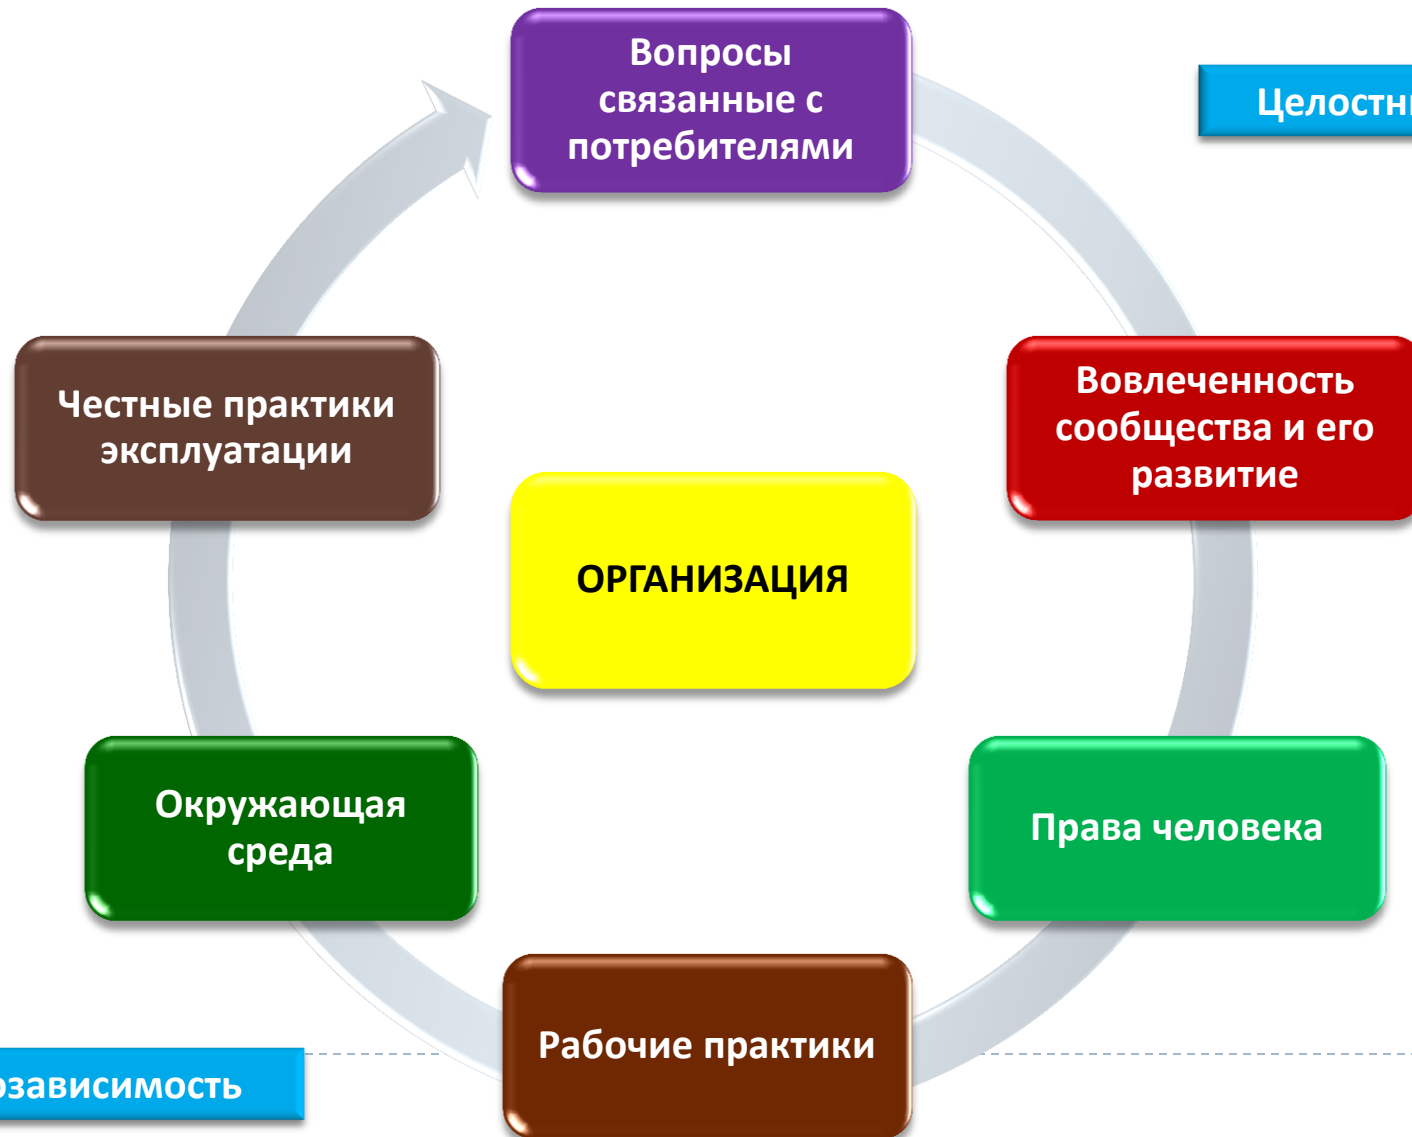 Вопросы
связанные с
потребителями
Честные практики
эксплуатации
Вовлеченность
сообщества и его
развитие
ОРГАНИЗАЦИЯ
Окружающая
среда
Права человека
Рабочие практики